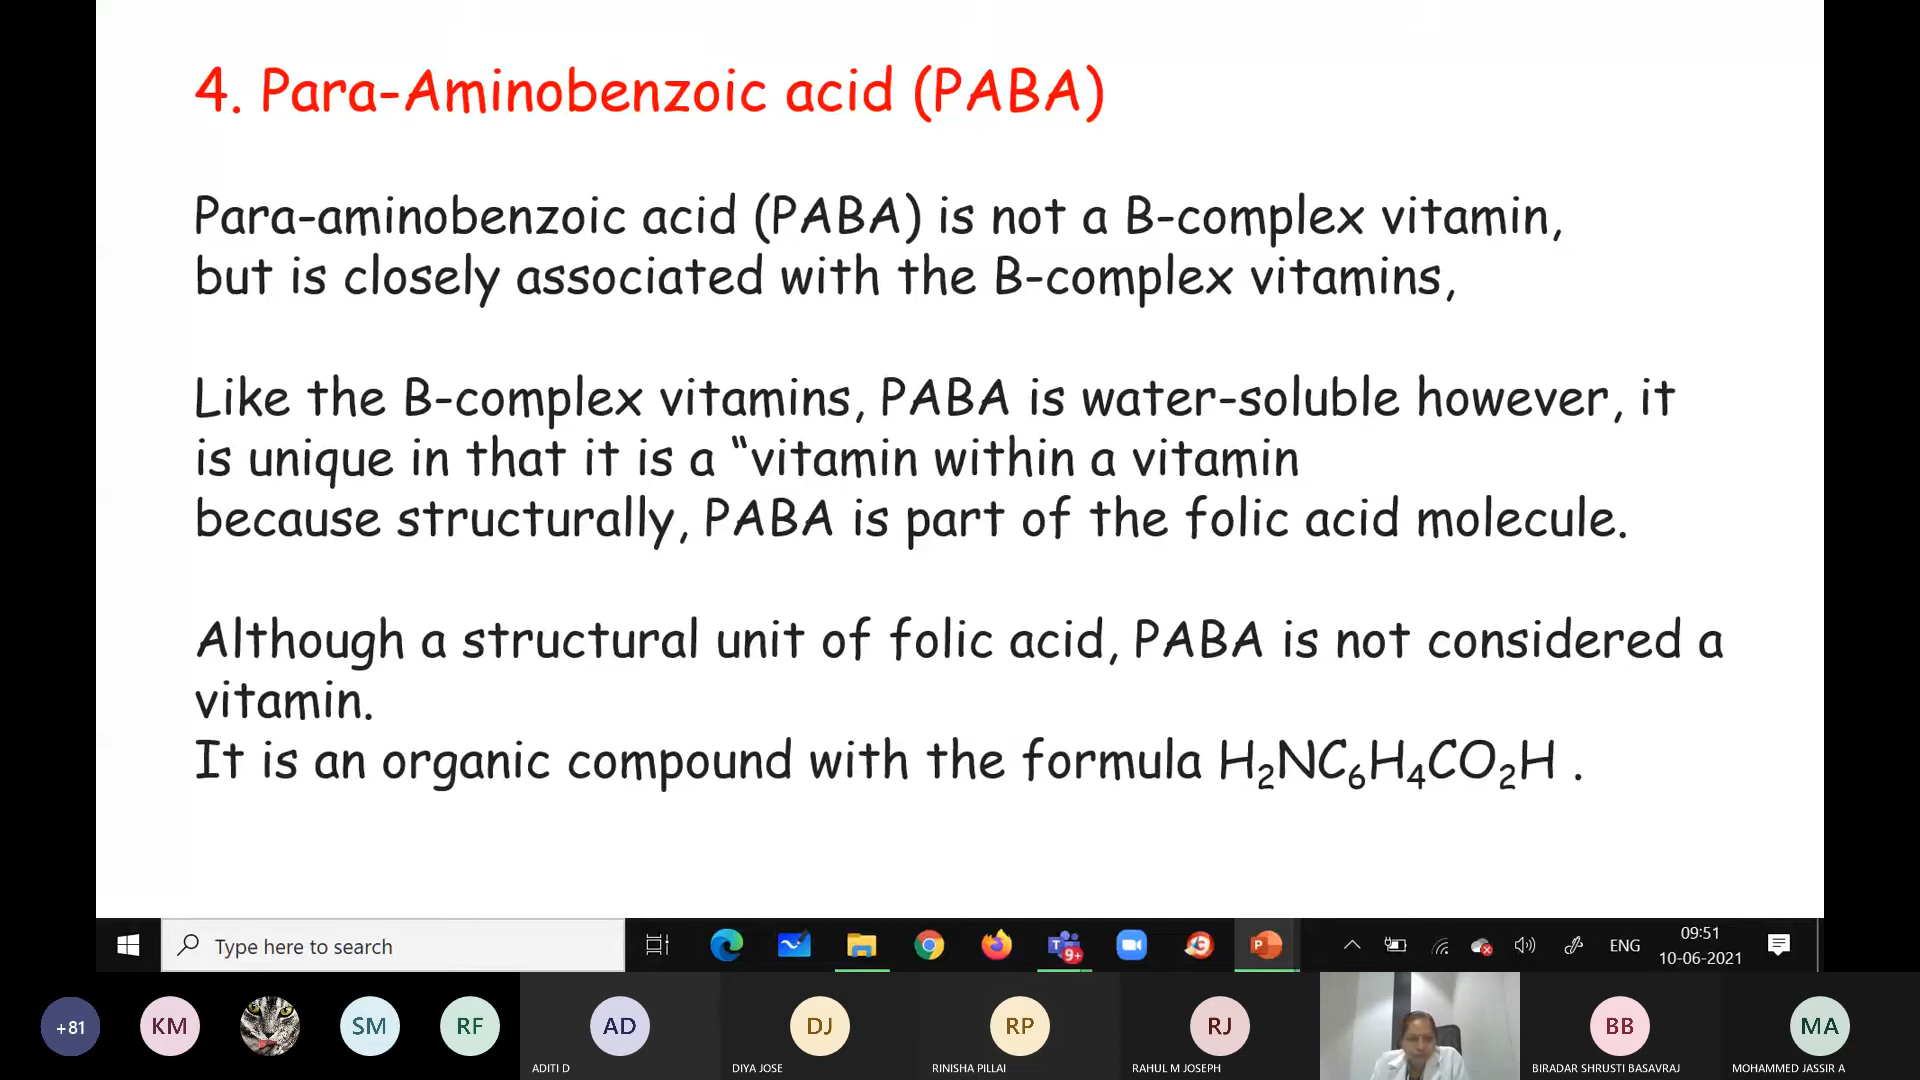 4. Para-Aminobenzoic acid (PABA)
Para-aminobenzoic acid (PABA) is not a B-complex vitamin,
but is closely associated with the B-complex vitamins,
Like the B-complex vitamins, PABA is water-soluble however, it
is unique in that it is a “vitamin within a vitamin
because structurally, PABA is part of the folic acid molecule.
Although a structural unit of folic acid, PABA is not considered a
vitamin.
It is an organic compound with the formula H₂NC₆H₄CO₂H .
Type here to search
9+
ENG
09:51
10-06-2021
+81
KM
SM
RF
AD
DJ
RP
RJ
BB
MA
ADITI D
DIYA JOSE
RINISHA PILLAI
RAHUL M JOSEPH
BIRADAR SHRUSTI BASAVRAJ
MOHAMMED JASSIR A